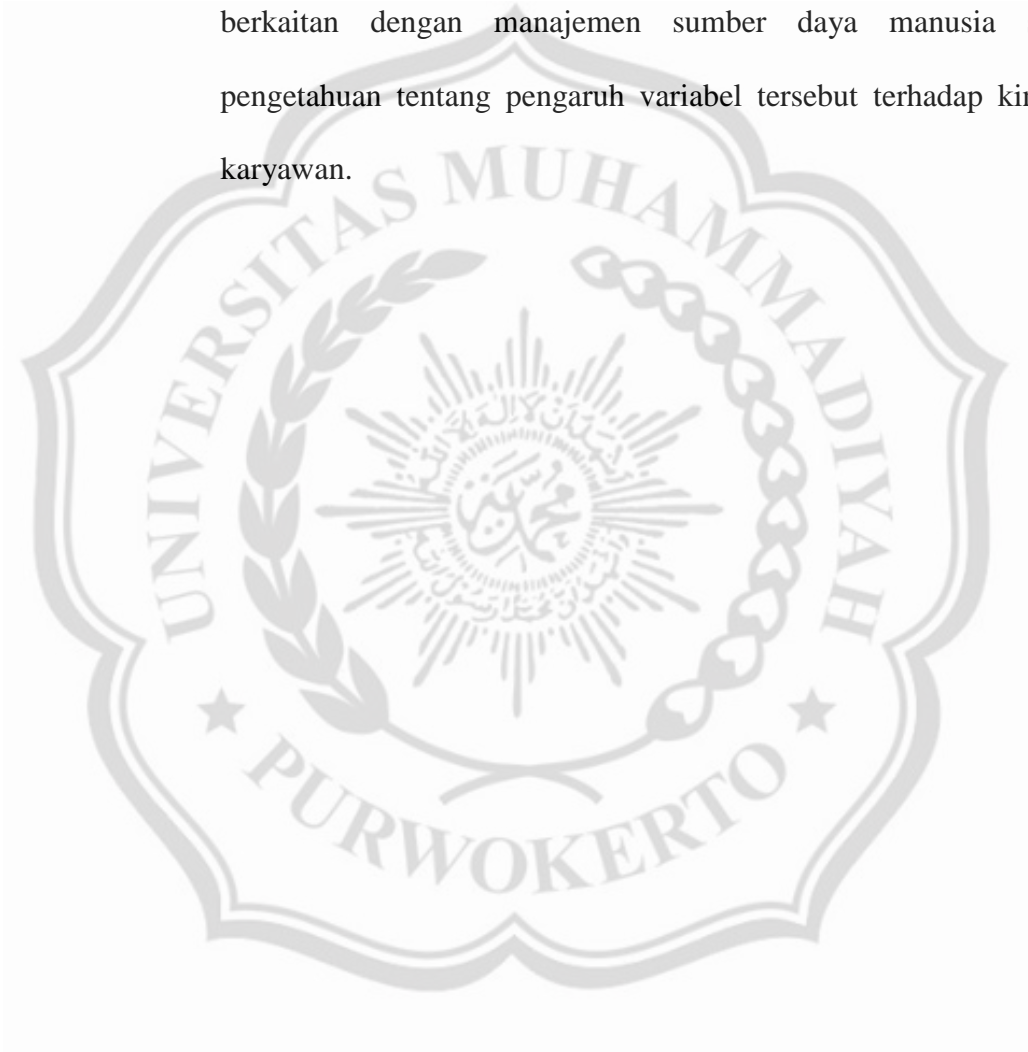 berkaitan dengan manajemen sumber daya manusia
pengetahuan tentang pengaruh variabel tersebut terhadap
karyawan.
UNIVERSITAS MUHAMMADIYAH
PURWOKERTO